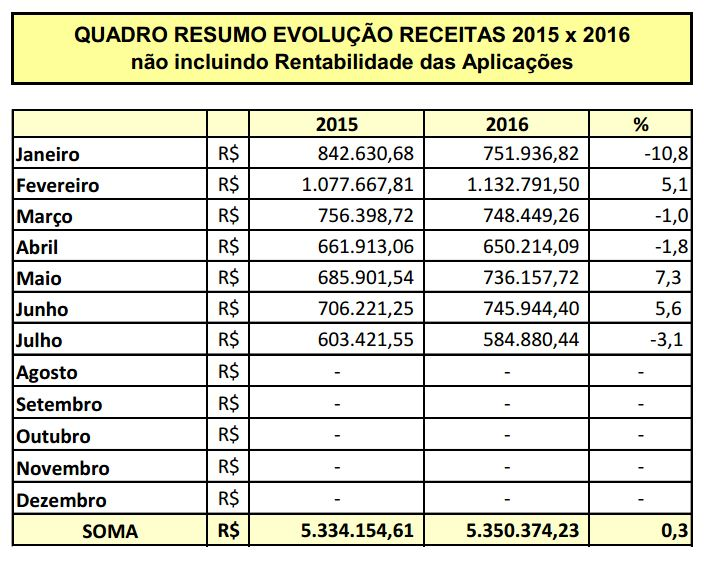 QUADRO RESUMO EVOLUÇÃO RECEITAS 2015 x 2016
não incluindo Rentabilidade das Aplicações
2015 2016 %
Janeiro R$ 842.630,68 751.936,82 -10,8
Fevereiro R$ 1.077.667,81 1.132.791,50 5,1
Março R$ 756.398,72 748.449,26 -1,0
Abril R$ 661.913,06 650.214,09 -1,8
Maio R$ 685.901,54 736.157,72 7,3
Junho R$ 706.221,25 745.944,40 5,6
Julho R$ 603.421,55 584.880,44 -3,1
Agosto R$ - - -
Setembro R$ - - -
Outubro R$ - - -
Novembro R$ - - -
Dezembro R$ - - -
SOMA R$ 5.334.154,61 5.350.374,23 0,3